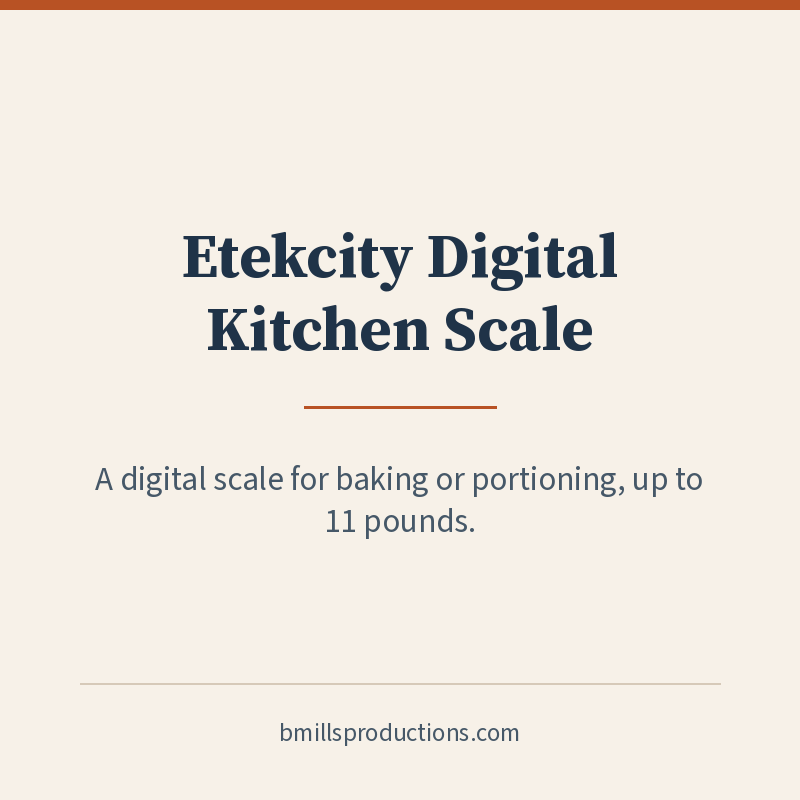 Etekcity Digital
Kitchen Scale
A digital scale for baking or portioning, up to
11 pounds.
bmillsproductions.com